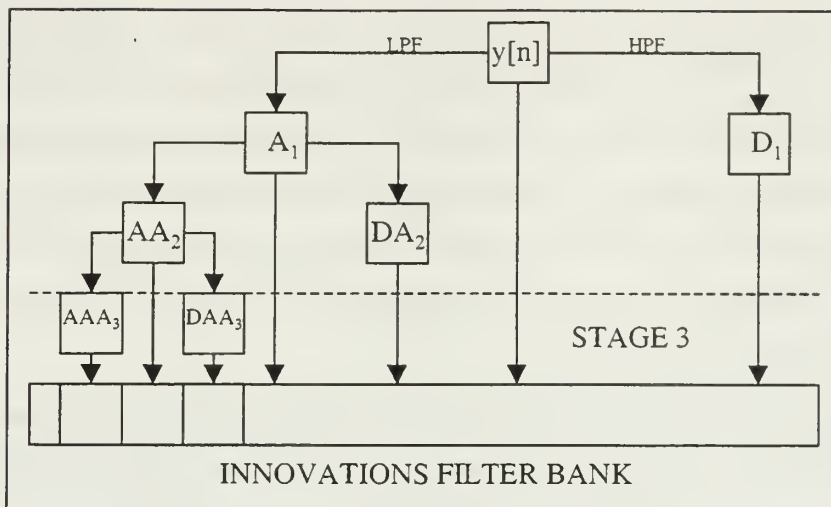 LPF y[n] HPF
A₁ D₁
AA₂ DA₂
AAA₃ DAA₃
STAGE 3
INNOVATIONS FILTER BANK